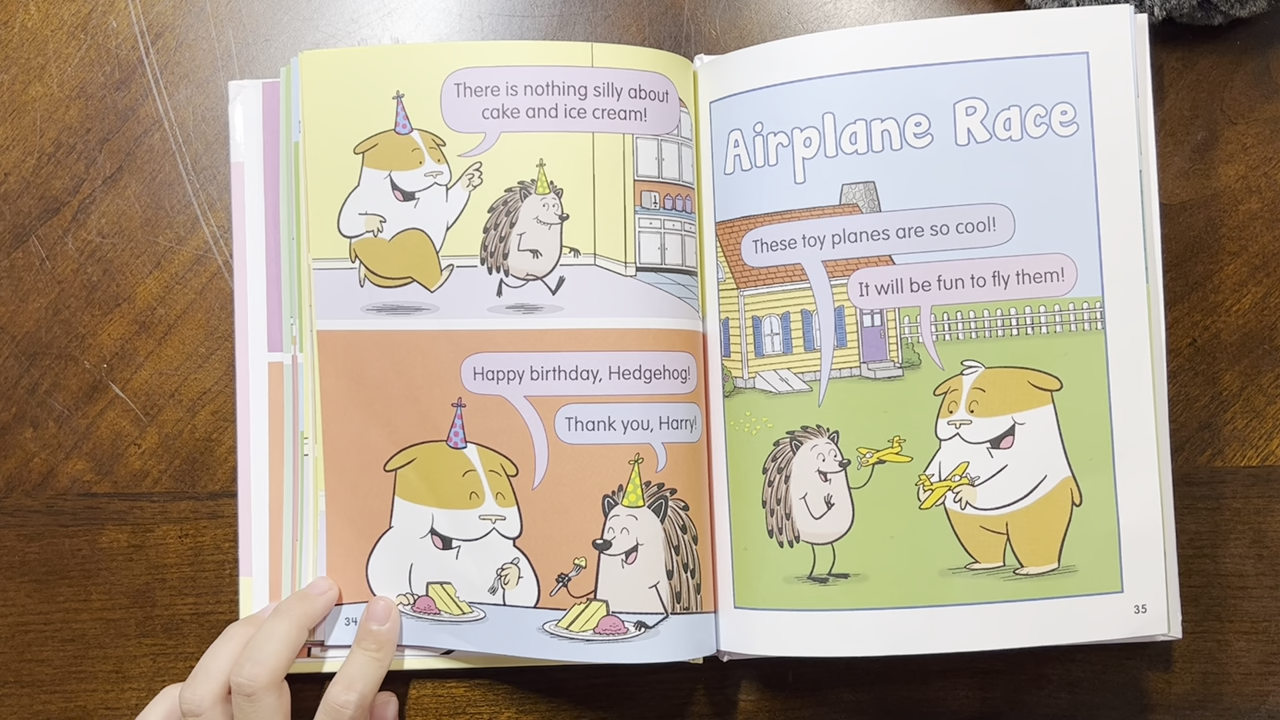 There is nothing silly about
cake and ice cream!
Happy birthday, Hedgehog!
Thank you, Harry!
34
Airplane Race
These toy planes are so cool!
It will be fun to fly them!
35